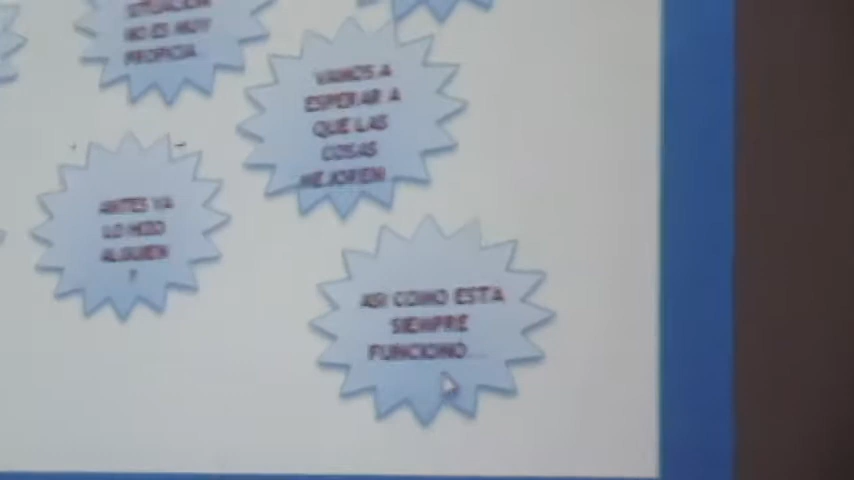 SITUACION
NO ES MUY
PROPICIA
VAMOS A
ESPERAR A
QUE LAS
COSAS
MEJOREN
ANTES YA
LO HIZO
ALGUIEN
?
ASI COMO ESTA
SIEMPRE
FUNCIONO...